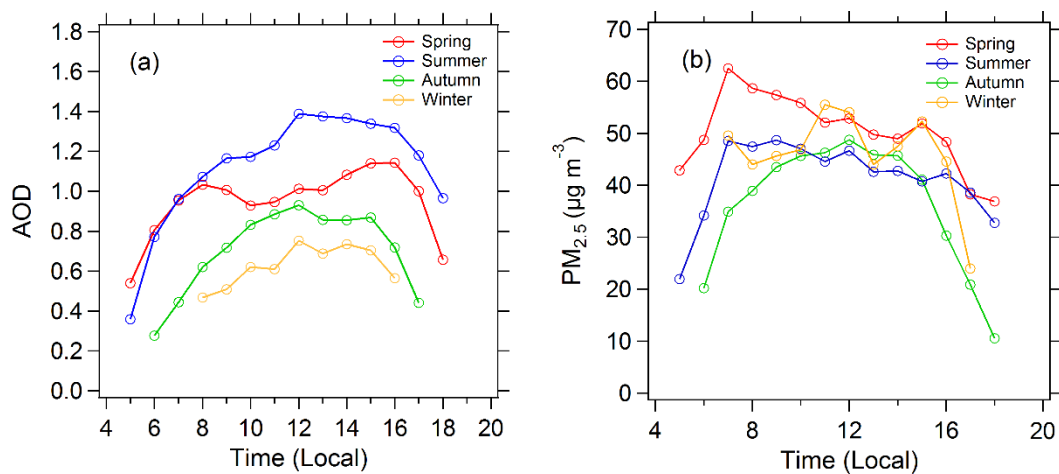 (a)
Spring
Summer
Autumn
Winter
AOD
1.8
1.6
1.4
1.2
1.0
0.8
0.6
0.4
0.2
0.0
4 6 8 10 12 14 16 18 20
Time (Local)
(b)
Spring
Summer
Autumn
Winter
PM2.5 (µg m⁻³)
70
60
50
40
30
20
10
0
4 8 12 16 20
Time (Local)